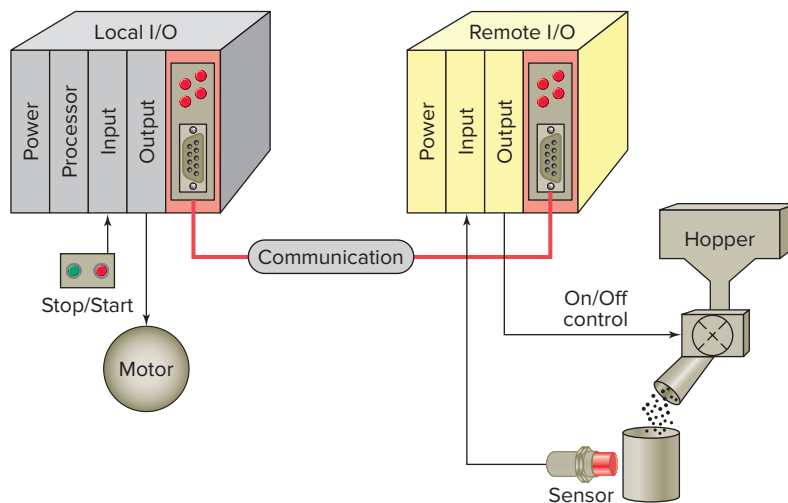 Local I/O
Remote I/O
Power
Processor
Input
Output
Power
Input
Output
Communication
Stop/Start
Motor
Hopper
On/Off
control
Sensor